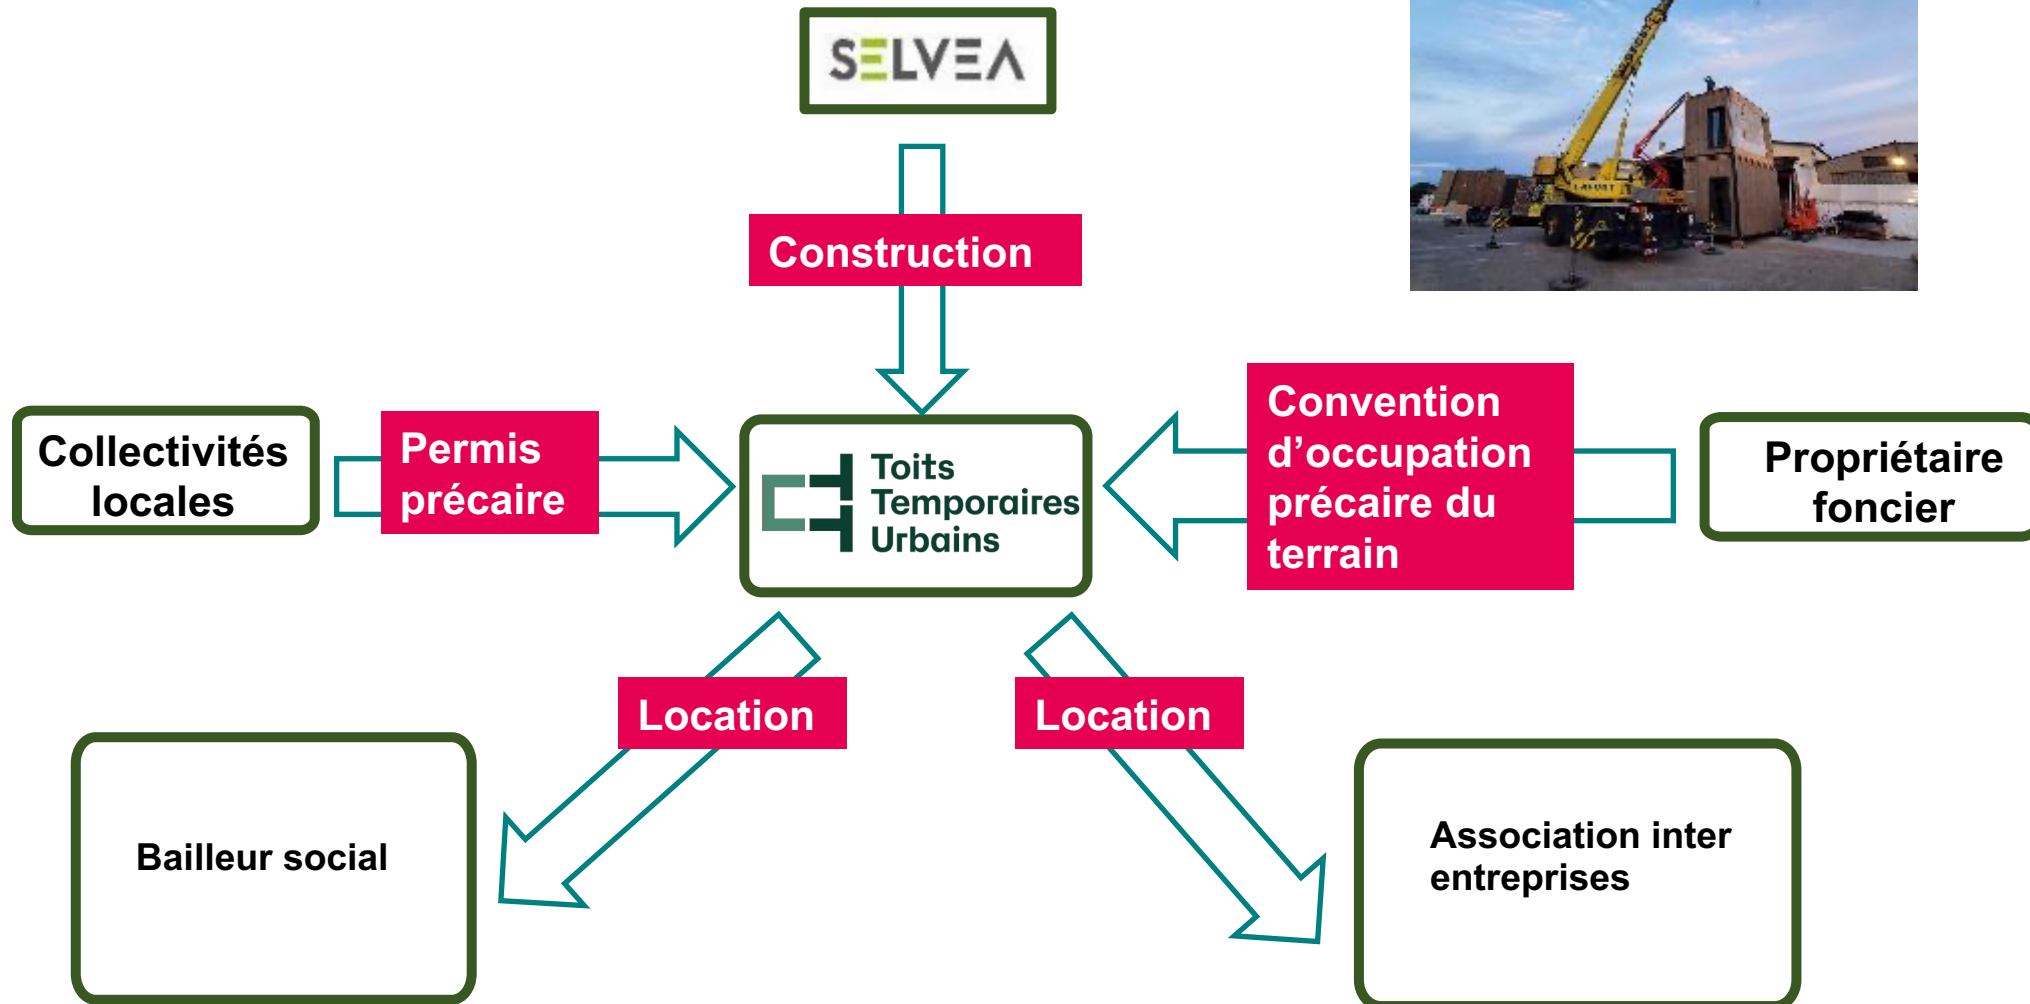 SELVEA
Construction
Collectivités
locales
Permis
précaire
Toits
Temporaires
Urbains
Convention
d’occupation
précaire du
terrain
Propriétaire
foncier
Location
Location
Bailleur social
Association inter
entreprises